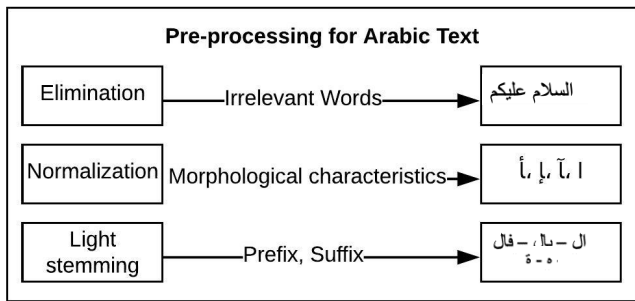 Pre-processing for Arabic Text
Elimination
Irrelevant Words
السلام عليكم
Normalization
Morphological characteristics
ا ،آ ،إ ،أ
Light
stemming
Prefix, Suffix
ال – بال، – فال
ه - ة